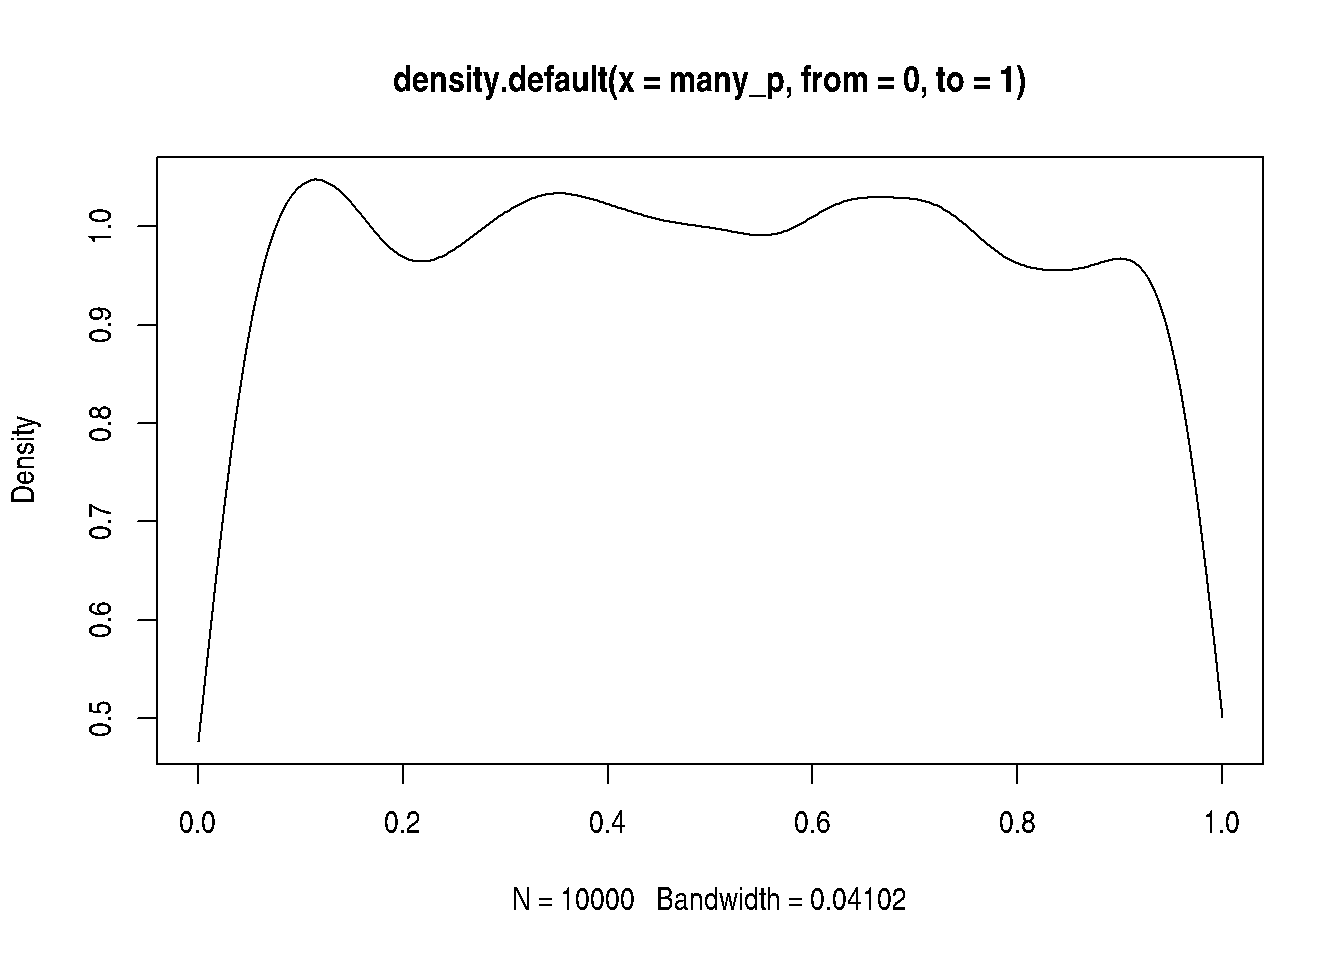 density.default(x = many_p, from = 0, to = 1)
1.0
0.9
0.8
0.7
0.6
0.5
Density
0.0 0.2 0.4 0.6 0.8 1.0
N = 10000 Bandwidth = 0.04102